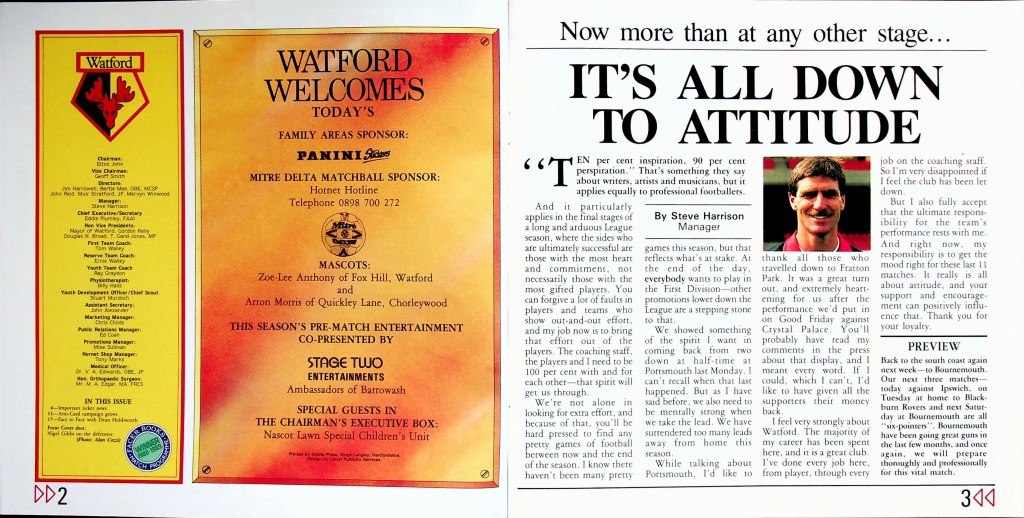 Watford
Chairman:
Elton John
Vice Chairman:
Geoff Smith
Directors:
Jim Harrowell, Bertie Mee, OBE, MCSP
John Reid, Muir Stratford, JP, Mervyn Winwood
Manager:
Steve Harrison
Chief Executive/Secretary
Eddie Plumley, FAAI
Hon Vice Presidents:
Mayor of Watford, Gordon Kelly
Douglas N. Broad, T. Garel-Jones, MP
First Team Coach:
Tom Walley
Reserve Team Coach:
Ernie Walley
Youth Team Coach
Ray Graydon
Physiotherapist:
Billy Hails
Youth Development Officer/Chief Scout
Stuart Murdoch
Assistant Secretary:
John Alexander
Marketing Manager:
Chris Childs
Public Relations Manager:
Ed Coan
Promotions Manager:
Mike Sullivan
Hornet Shop Manager:
Tony Marks
Medical Officer:
Dr. V. A. Edwards, OBE, JP
Hon. Orthopaedic Surgeon:
Mr. M. A. Edgar, MA, FRCS
IN THIS ISSUE
4—Important ticket news
11—Anti-Card campaign grows
17—Face to Face with Dean Holdsworth
Front Cover shot:
Nigel Gibbs on the defensive.
(Photo: Alan Cozzi)
WINNER
MATCH PROGRAMME
2
WATFORD
WELCOMES
TODAY'S
FAMILY AREAS SPONSOR:
PANINI Stickers
MITRE DELTA MATCHBALL SPONSOR:
Hornet Hotline
Telephone 0898 700 272
Mitre
DELTA
MASCOTS:
Zoe-Lee Anthony of Fox Hill, Watford
and
Arron Morris of Quickley Lane, Chorleywood
THIS SEASON'S PRE-MATCH ENTERTAINMENT
CO-PRESENTED BY
STAGE TWO
ENTERTAINMENTS
Ambassadors of Barrowash
SPECIAL GUESTS IN
THE CHAIRMAN'S EXECUTIVE BOX:
Nascot Lawn Special Children's Unit
Printed by Alpine Press, Kings Langley, Hertfordshire.
Design by Claret Publicity Services.
Now more than at any other stage...
IT'S ALL DOWN
TO ATTITUDE
"TEN per cent inspiration, 90 per cent
perspiration." That's something they say
about writers, artists and musicians, but it
applies equally to professional footballers.
And it particularly
applies in the final stages of
a long and arduous League
season, where the sides who
are ultimately successful are
those with the most heart
and commitment, not
necessarily those with the
most gifted players. You
can forgive a lot of faults in
players and teams who
show out-and-out effort,
and my job now is to bring
that effort out of the
players. The coaching staff,
the players and I need to be
100 per cent with and for
each other—that spirit will
get us through.
We're not alone in
looking for extra effort, and
because of that, you'll be
hard pressed to find any
pretty games of football
between now and the
end of the season. I know there
haven't been many pretty
By Steve Harrison
Manager
games this season, but that
reflects what's at stake. At
the end of the day,
everybody wants to play in
the First Division—other
promotions lower down the
League are a stepping stone
to that.
We showed something
of the spirit I want in
coming back from two
down at half-time at
Portsmouth last Monday. I
can't recall when that last
happened. But as I have
said before, we also need to
be mentally strong when
we take the lead. We have
surrendered too many leads
away from home this
season.
While talking about
Portsmouth, I'd like to
thank all those who
travelled down to Fratton
Park. It was a great turn
out, and extremely heart-
ening for us after the
performance we'd put in
on Good Friday against
Crystal Palace. You'll
probably have read my
comments in the press
about that display, and I
meant every word. If I
could, which I can't, I'd
like to have given all the
supporters their money
back.
I feel very strongly about
Watford. The majority of
my career has been spent
here, and it is a great club.
I've done every job here,
from player, through every
job on the coaching staff.
So I'm very disappointed if
I feel the club has been let
down.
But I also fully accept
that the ultimate respons-
ibility for the team's
performance rests with me.
And right now, my
responsibility is to get the
mood right for these last 11
matches. It really is all
about attitude, and your
support and encourage-
ment can positively influ-
ence that. Thank you for
your loyalty.
PREVIEW
Back to the south coast again
next week—to Bournemouth.
Our next three matches—
today against Ipswich, on
Tuesday at home to Black-
burn Rovers and next Satur-
day at Bournemouth are all
"six-pointers". Bournemouth
have been going great guns in
the last few months, and once
again, we will prepare
thoroughly and professionally
for this vital match.
3